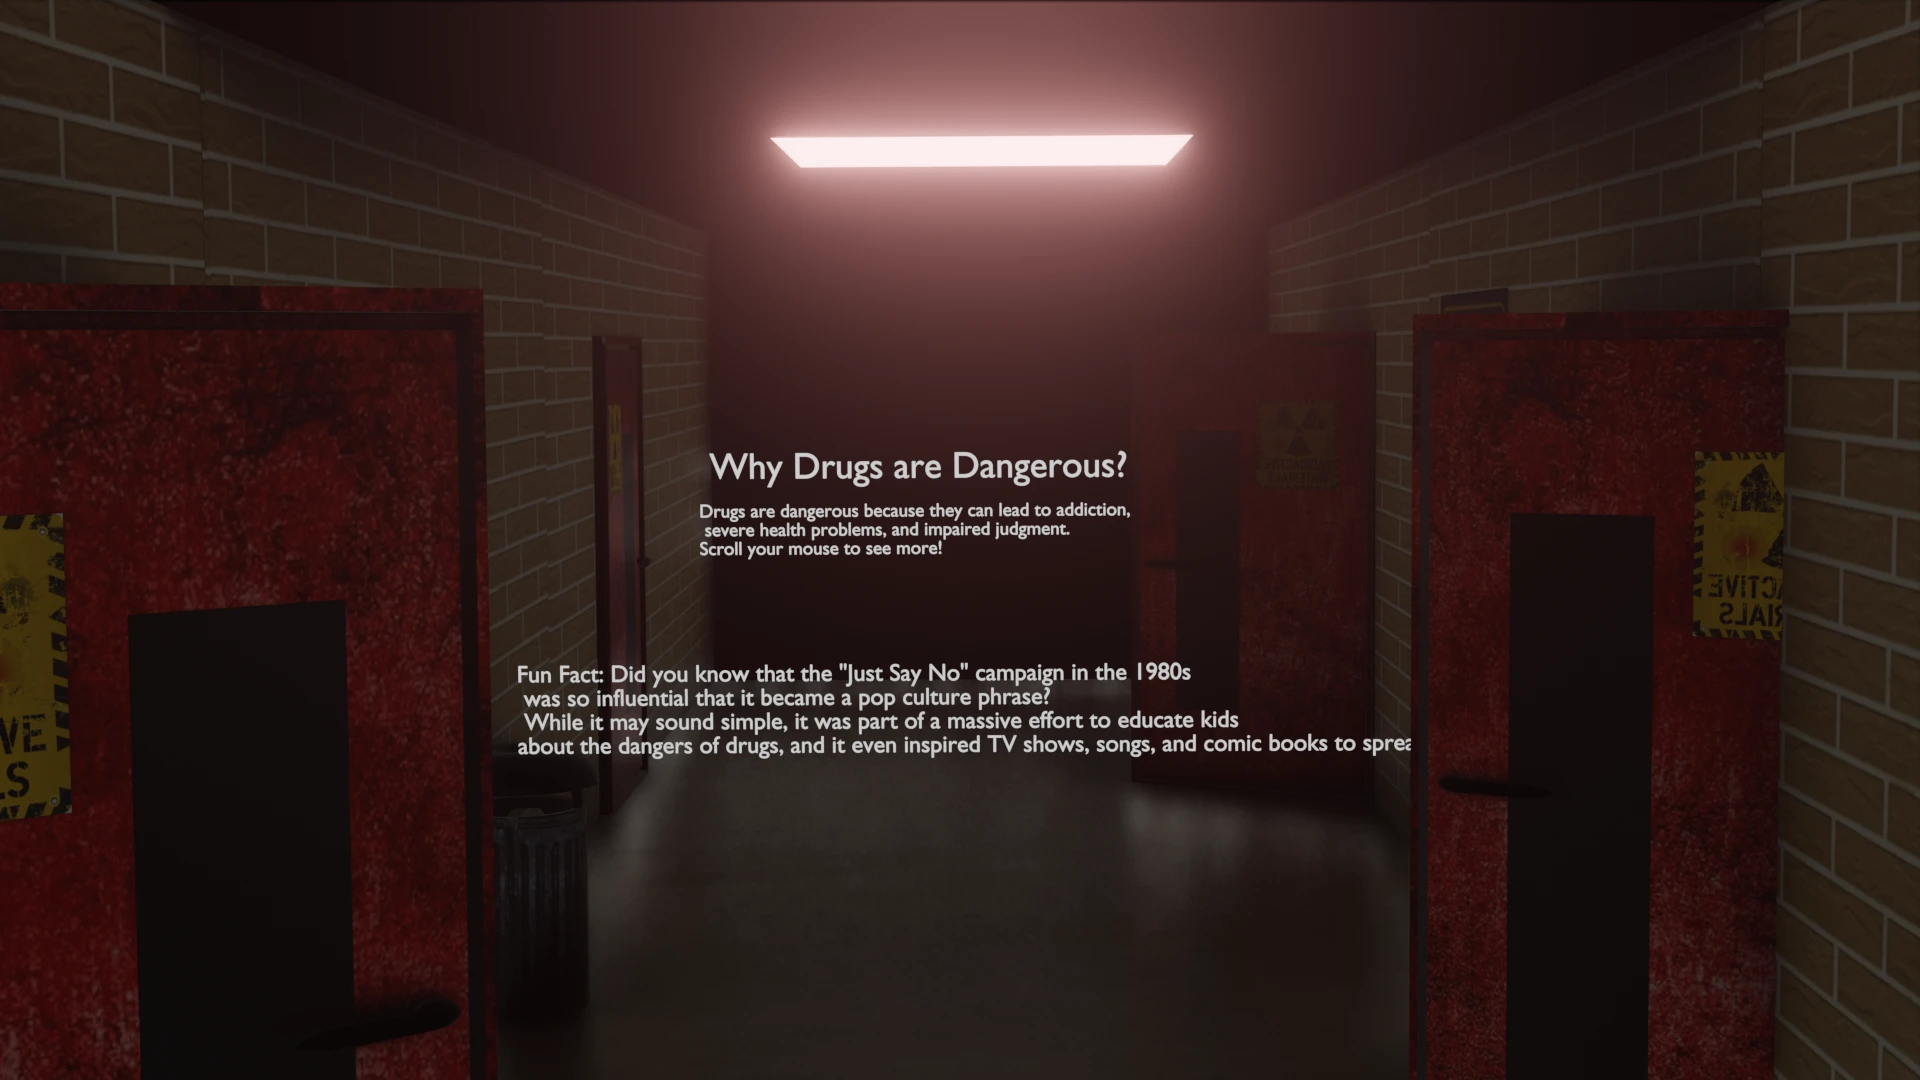 Why Drugs are Dangerous?
Drugs are dangerous because they can lead to addiction,
severe health problems, and impaired judgment.
Scroll your mouse to see more!
Fun Fact: Did you know that the "Just Say No" campaign in the 1980s
was so influential that it became a pop culture phrase?
While it may sound simple, it was part of a massive effort to educate kids
about the dangers of drugs, and it even inspired TV shows, songs, and comic books to sprea
VE
LS
ACTIVE
RIALS